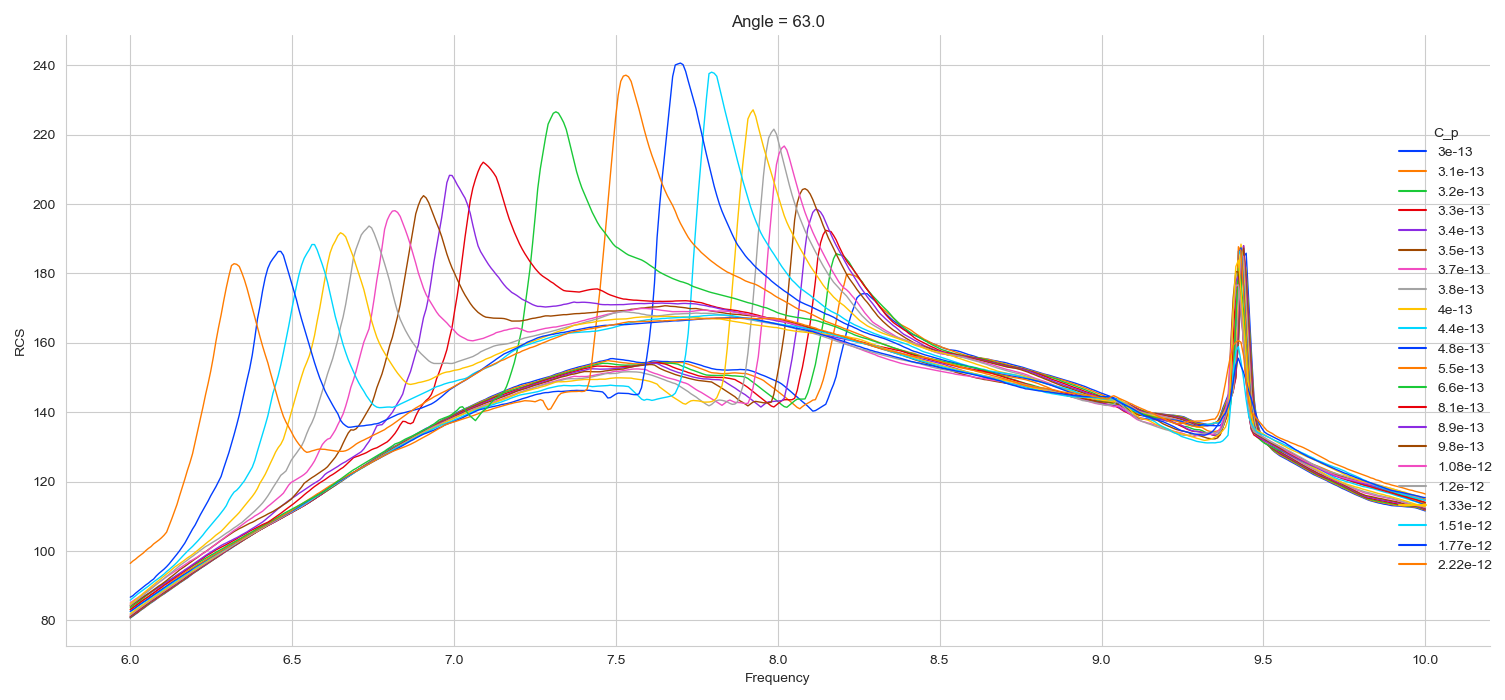 Angle = 63.0
RCS
240
220
200
180
160
140
120
100
80
6.0 6.5 7.0 7.5 8.0 8.5 9.0 9.5 10.0
Frequency
C_p
3e-13
3.1e-13
3.2e-13
3.3e-13
3.4e-13
3.5e-13
3.7e-13
3.8e-13
4e-13
4.4e-13
4.8e-13
5.5e-13
6.6e-13
8.1e-13
8.9e-13
9.8e-13
1.08e-12
1.2e-12
1.33e-12
1.51e-12
1.77e-12
2.22e-12